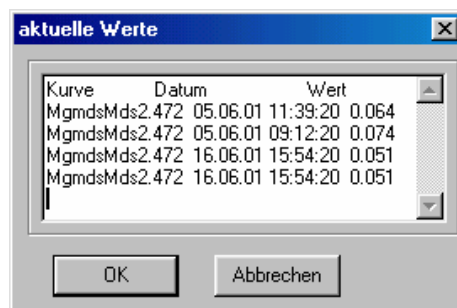 aktuelle Werte
Kurve Datum Wert
MgmdsMds2.472 05.06.01 11:39:20 0.064
MgmdsMds2.472 05.06.01 09:12:20 0.074
MgmdsMds2.472 16.06.01 15:54:20 0.051
MgmdsMds2.472 16.06.01 15:54:20 0.051
OK Abbrechen